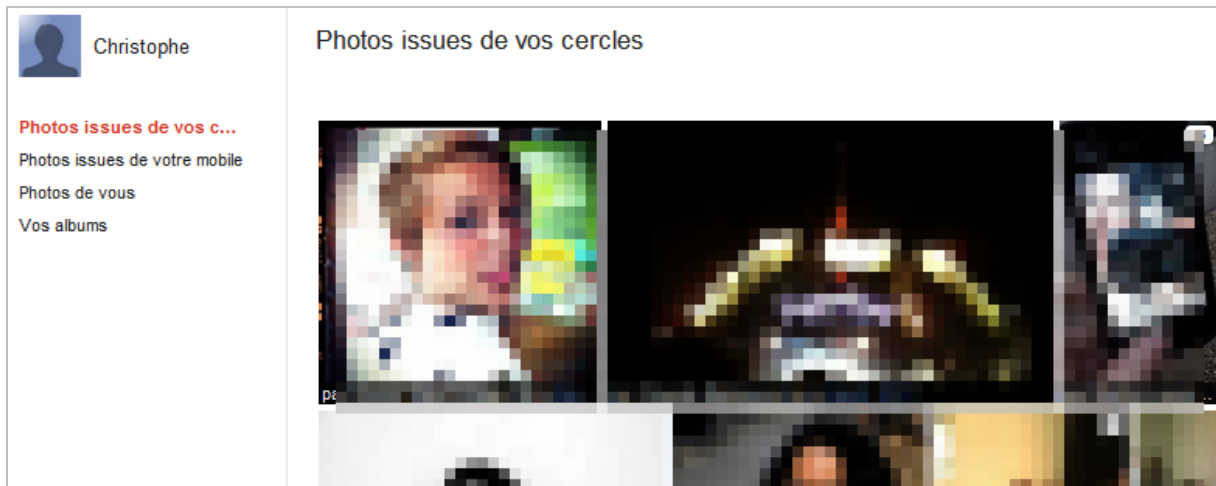 Christophe
Photos issues de vos c...
Photos issues de votre mobile
Photos de vous
Vos albums
Photos issues de vos cercles